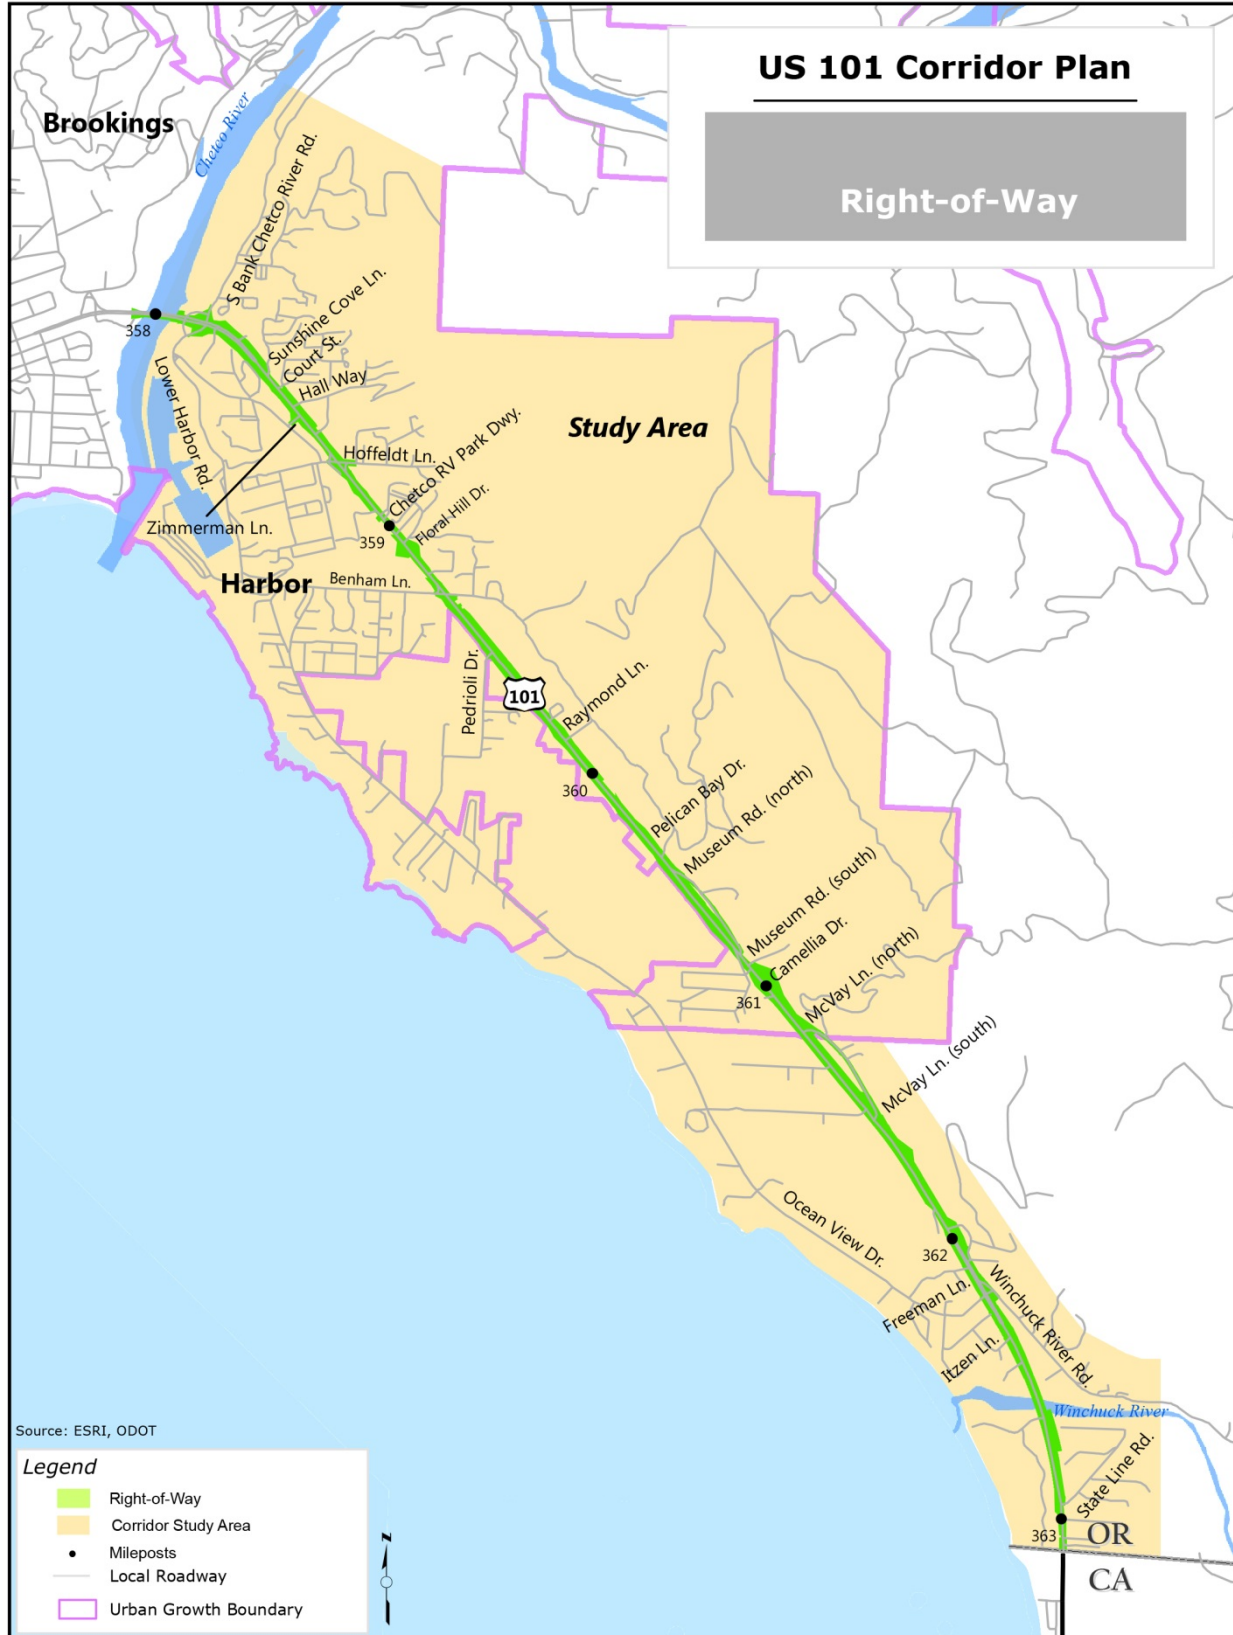 US 101 Corridor Plan
Right-of-Way
Brookings
Chetco River
S Bank Chetco River Rd.
358
Sunshine Cove Ln.
Court St.
Hall Way
Lower Harbor Rd.
Study Area
Hoffeldt Ln.
Chetco RV Park Dwy.
Zimmerman Ln.
359
Floral Hill Dr.
Harbor
Benham Ln.
Pedrioli Dr.
101
Raymond Ln.
360
Pelican Bay Dr.
Museum Rd. (north)
Museum Rd. (south)
Camellia Dr.
361
McVay Ln. (north)
McVay Ln. (south)
Ocean View Dr.
362
Freeman Ln.
Winchuck River Rd.
Itzen Ln.
Winchuck River
State Line Rd.
363
OR
CA
Source: ESRI, ODOT
Legend
Right-of-Way
Corridor Study Area
Mileposts
Local Roadway
Urban Growth Boundary
z